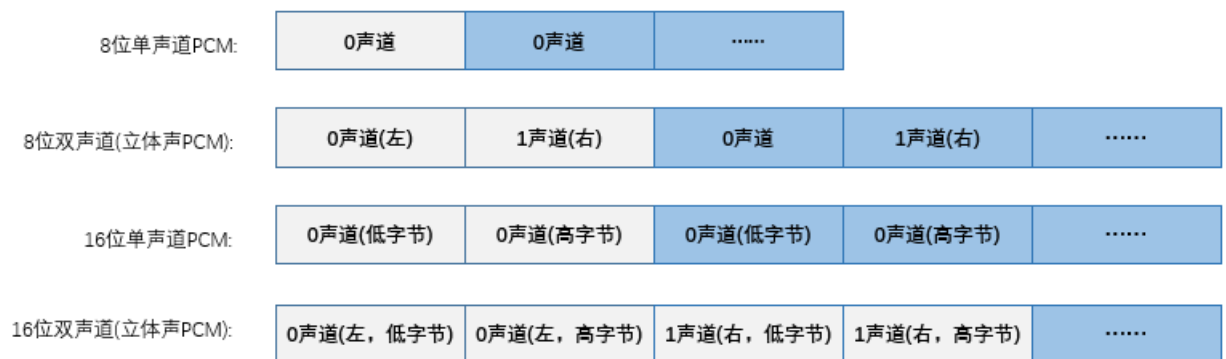 8位单声道PCM: 0声道 0声道 ……
8位双声道(立体声PCM): 0声道(左) 1声道(右) 0声道 1声道(右) ……
16位单声道PCM: 0声道(低字节) 0声道(高字节) 0声道(低字节) 0声道(高字节) ……
16位双声道(立体声PCM): 0声道(左，低字节) 0声道(左，高字节) 1声道(右，低字节) 1声道(右，高字节) ……